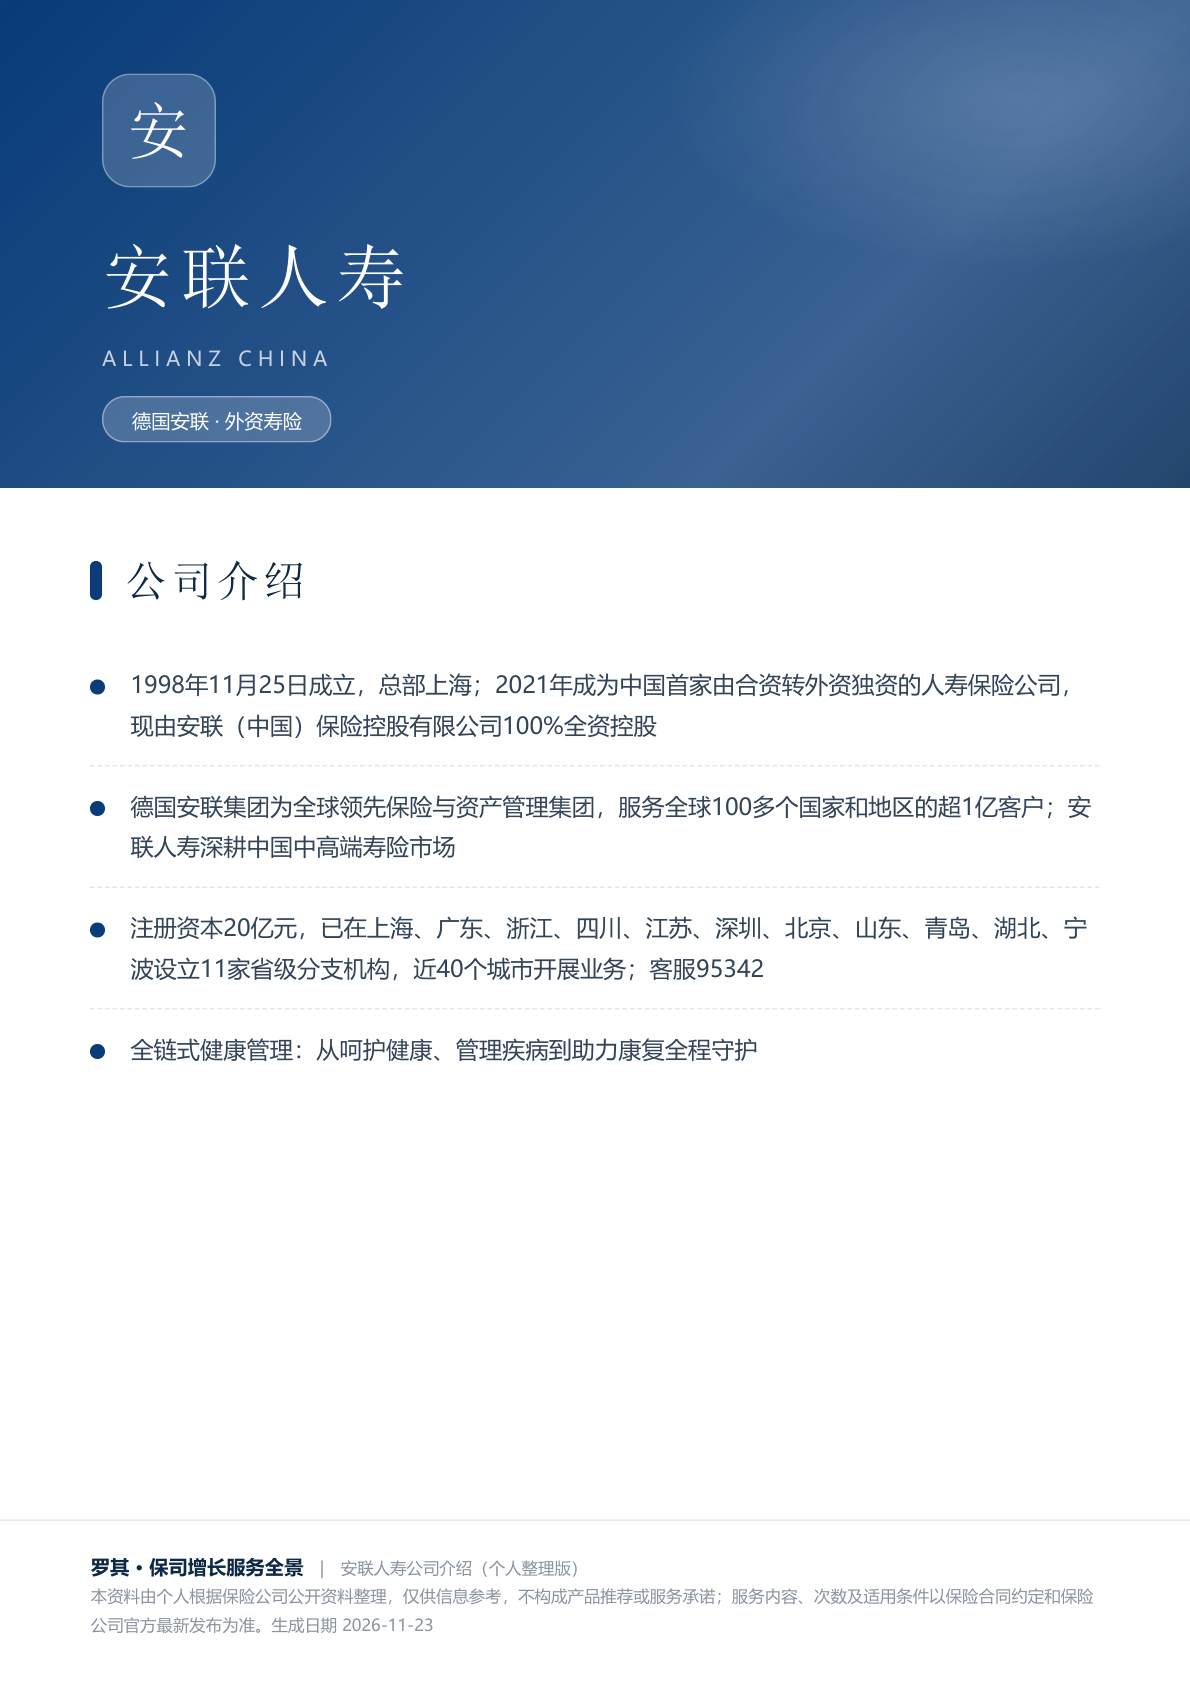 安
安联人寿
ALLIANZ CHINA
德国安联 · 外资寿险
公司介绍
1998年11月25日成立，总部上海；2021年成为中国首家由合资转外资独资的人寿保险公司，
现由安联（中国）保险控股有限公司100%全资控股
德国安联集团为全球领先保险与资产管理集团，服务全球100多个国家和地区的超1亿客户；安
联人寿深耕中国中高端寿险市场
注册资本20亿元，已在上海、广东、浙江、四川、江苏、深圳、北京、山东、青岛、湖北、宁
波设立11家省级分支机构，近40个城市开展业务；客服95342
全链式健康管理：从呵护健康、管理疾病到助力康复全程守护
罗其 · 保司增长服务全景 | 安联人寿公司介绍（个人整理版）
本资料由个人根据保险公司公开资料整理，仅供信息参考，不构成产品推荐或服务承诺；服务内容、次数及适用条件以保险合同约定和保险
公司官方最新发布为准。生成日期 2026-11-23